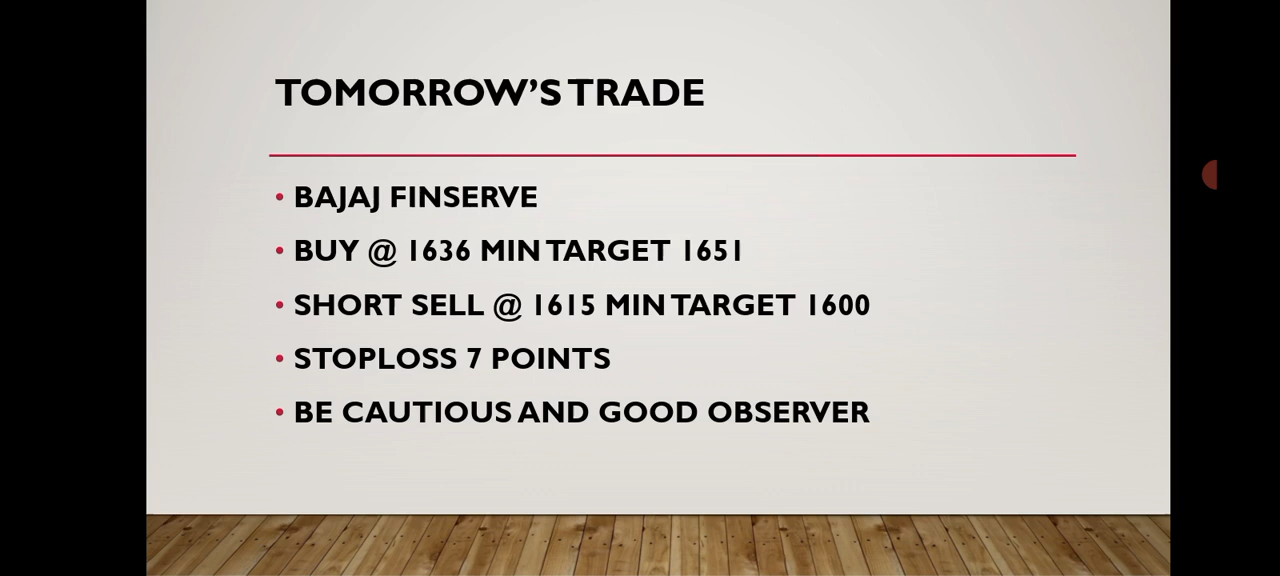 TOMORROW'S TRADE
• BAJAJ FINSERVE
• BUY @ 1636 MIN TARGET 1651
• SHORT SELL @ 1615 MIN TARGET 1600
• STOPLOSS 7 POINTS
• BE CAUTIOUS AND GOOD OBSERVER